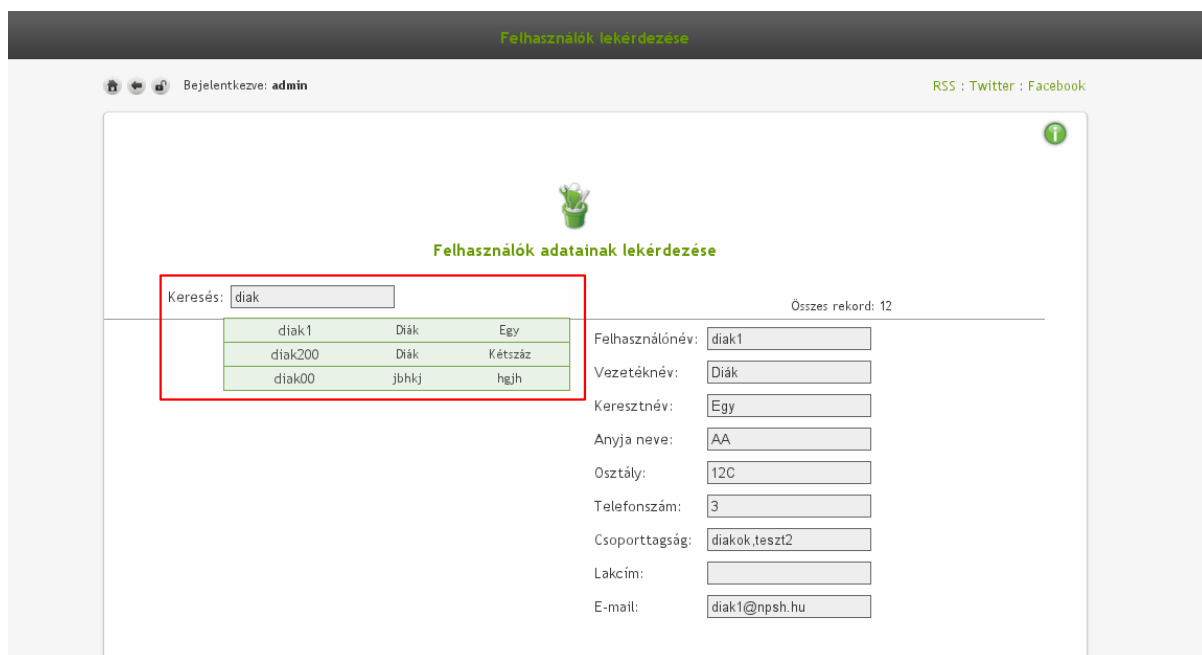 Felhasználók lekérdezése
Bejelentkezve: admin
RSS : Twitter : Facebook
Felhasználók adatainak lekérdezése
Keresés: diak
Összes rekord: 12
diak1 Diák Egy
diak200 Diák Kétszáz
diak00 jbhkj hgjh
Felhasználónév: diak1
Vezetéknév: Diák
Keresztnév: Egy
Anyja neve: AA
Osztály: 12C
Telefonszám: 3
Csoporttagság: diakok,teszt2
Lakcím:
E-mail: diak1@npsh.hu